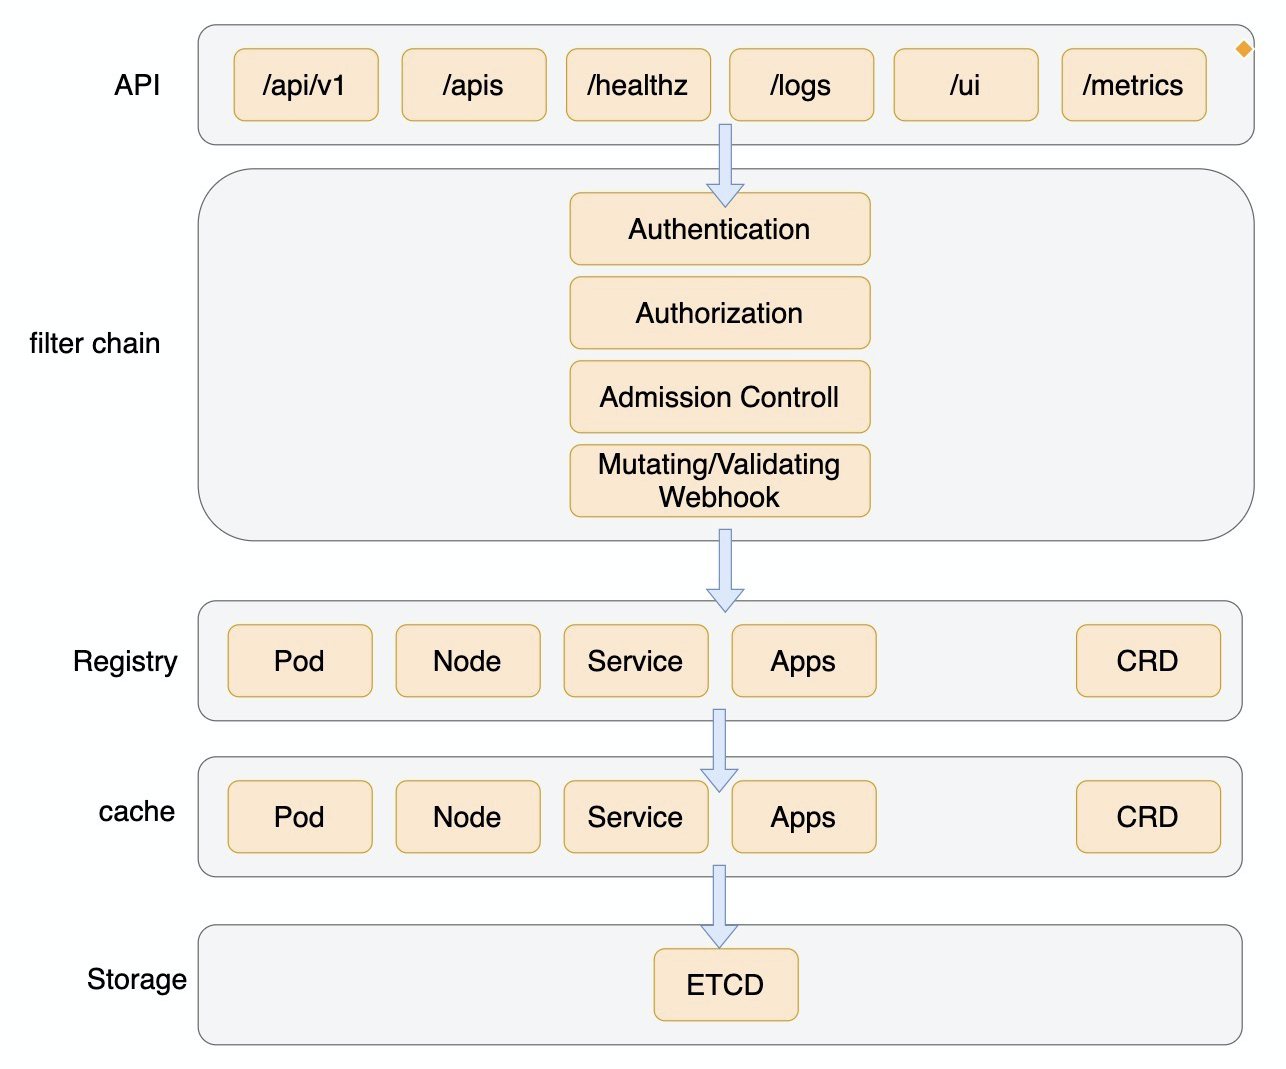 API
/api/v1
/apis
/healthz
/logs
/ui
/metrics
filter chain
Authentication
Authorization
Admission Controll
Mutating/Validating
Webhook
Registry
Pod
Node
Service
Apps
CRD
cache
Pod
Node
Service
Apps
CRD
Storage
ETCD